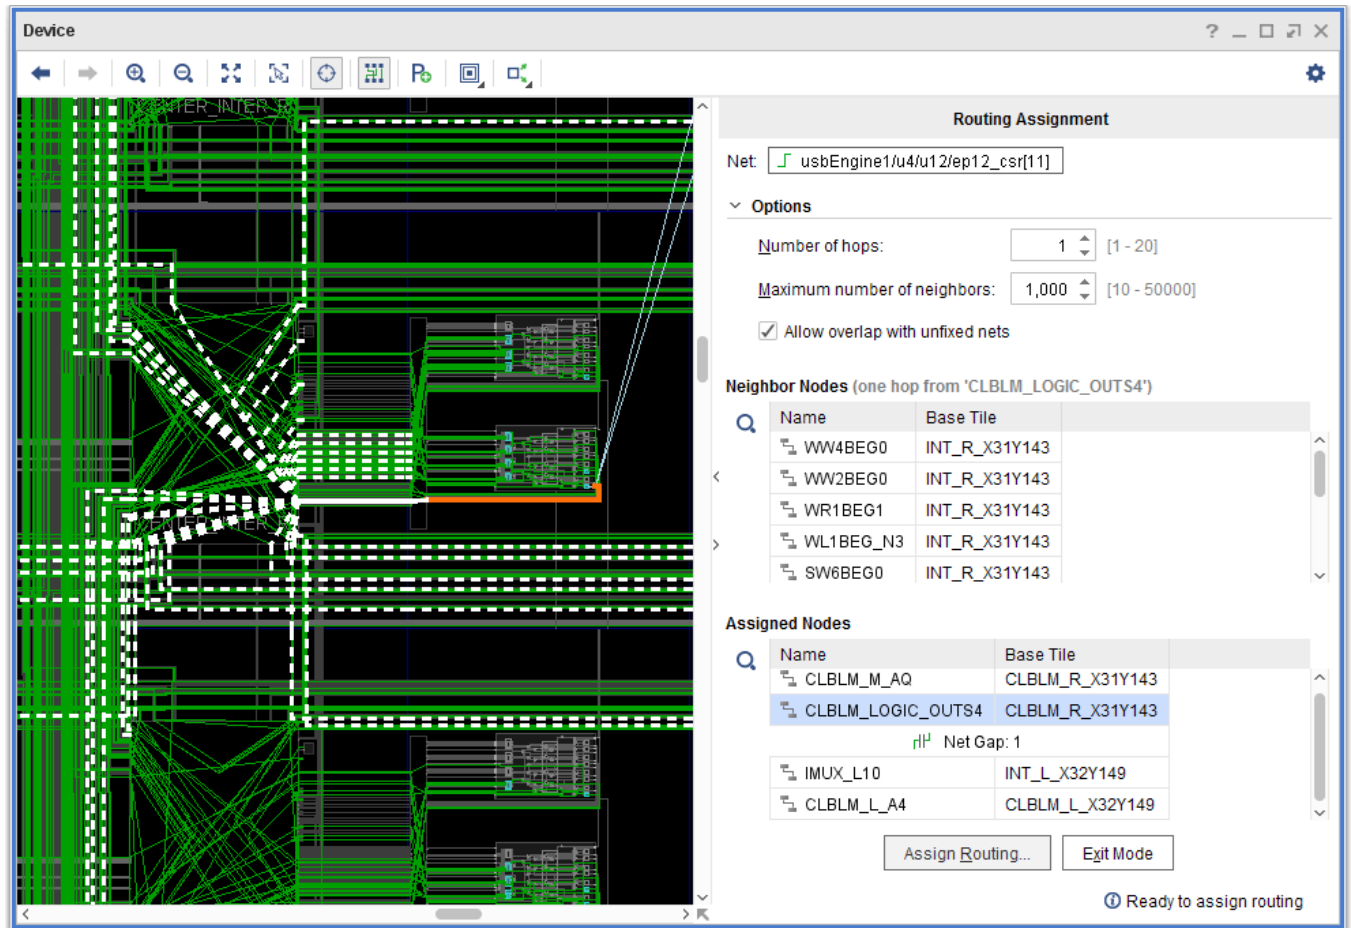 Device
Routing Assignment
Net: usbEngine1/u4/u12/ep12_csr[11]
Options
Number of hops: 1 [1 - 20]
Maximum number of neighbors: 1,000 [10 - 50000]
Allow overlap with unfixed nets
Neighbor Nodes (one hop from 'CLBLM_LOGIC_OUTS4')
Name Base Tile
WW4BEG0 INT_R_X31Y143
WW2BEG0 INT_R_X31Y143
WR1BEG1 INT_R_X31Y143
WL1BEG_N3 INT_R_X31Y143
SW6BEG0 INT_R_X31Y143
Assigned Nodes
Name Base Tile
CLBLM_M_AQ CLBLM_R_X31Y143
CLBLM_LOGIC_OUTS4 CLBLM_R_X31Y143
Net Gap: 1
IMUX_L10 INT_L_X32Y149
CLBLM_L_A4 CLBLM_L_X32Y149
Assign Routing... Exit Mode
Ready to assign routing